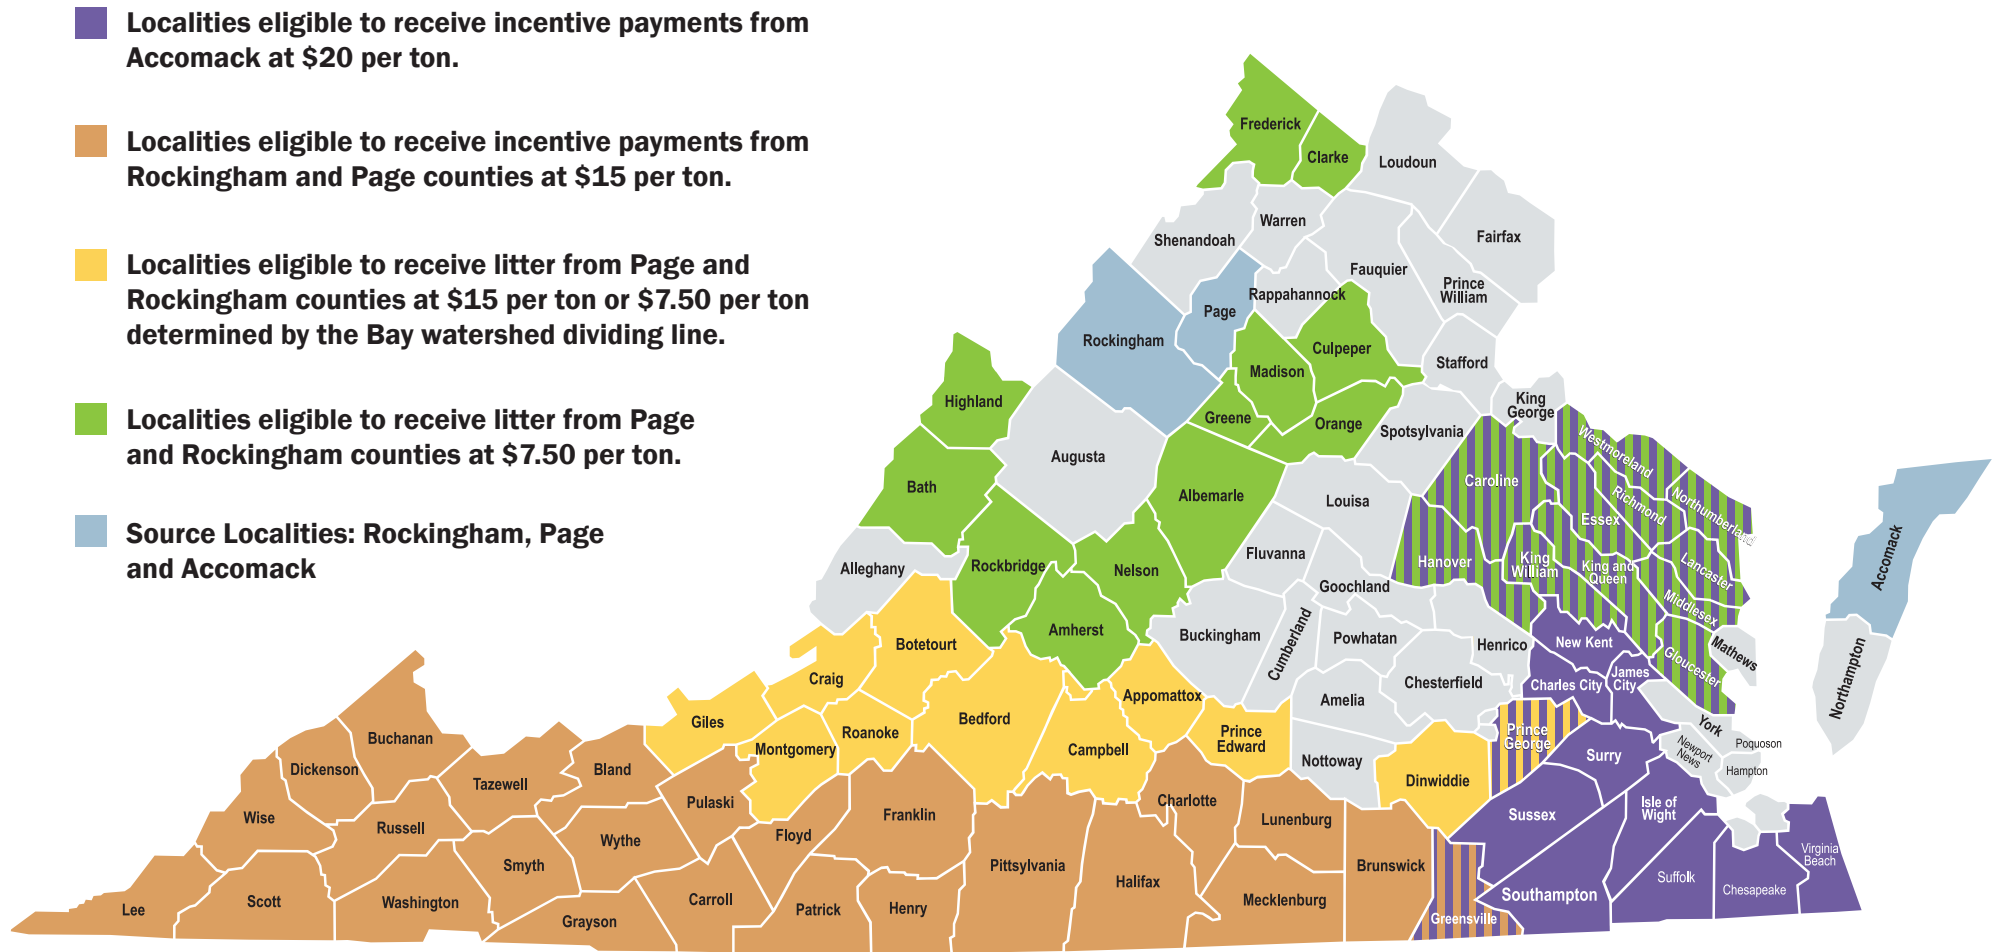 Localities eligible to receive incentive payments from
Accomack at $20 per ton.
Localities eligible to receive incentive payments from
Rockingham and Page counties at $15 per ton.
Localities eligible to receive litter from Page and
Rockingham counties at $15 per ton or $7.50 per ton
determined by the Bay watershed dividing line.
Localities eligible to receive litter from Page
and Rockingham counties at $7.50 per ton.
Source Localities: Rockingham, Page
and Accomack
Frederick
Clarke
Loudoun
Warren
Shenandoah
Fairfax
Fauquier
Prince
William
Rappahannock
Page
Rockingham
Culpeper
Madison
Stafford
Highland
Greene
Orange
King
George
Spotsylvania
Westmoreland
Augusta
Bath
Albemarle
Louisa
Caroline
Richmond
Northumberland
Essex
Accomack
Alleghany
Rockbridge
Nelson
Fluvanna
Goochland
Hanover
King
William
King and
Queen
Lancaster
Middlesex
Amherst
Buckingham
Cumberland
Powhatan
Henrico
New Kent
Gloucester
Mathews
Northampton
Botetourt
Craig
Appomattox
Amelia
Chesterfield
Charles City
James
City
Giles
Roanoke
Bedford
Montgomery
Campbell
Prince
Edward
Nottoway
Prince
George
York
Newport
News
Poquoson
Hampton
Surry
Buchanan
Dickenson
Tazewell
Bland
Pulaski
Dinwiddie
Wise
Russell
Wythe
Floyd
Franklin
Charlotte
Lunenburg
Sussex
Isle of
Wight
Smyth
Pittsylvania
Halifax
Brunswick
Virginia
Beach
Suffolk
Chesapeake
Lee
Scott
Washington
Grayson
Carroll
Patrick
Henry
Mecklenburg
Greensville
Southampton